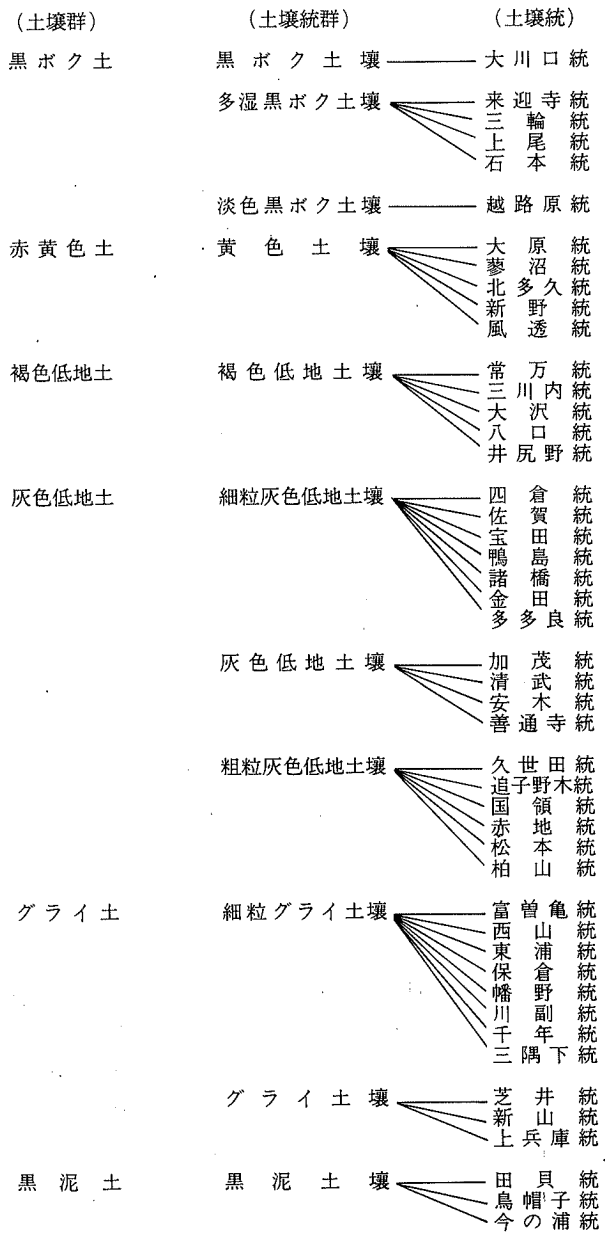 （土壌群） （土壌統群） （土壌統）
黒ボク土 黒ボク土壌 大川口統
多湿黒ボク土壌 来迎寺統
三輪統
上尾統
石本統
淡色黒ボク土壌 越路原統
赤黄色土 黄色土壌 大原統
蓼沼統
北多久統
新野統
風透統
褐色低地土 褐色低地土壌 常万統
三川内統
大沢統
八口統
井尻野統
灰色低地土 細粒灰色低地土壌 四倉統
佐賀統
宝田統
鴨島統
諸橋統
金田統
多多良統
灰色低地土壌 加茂統
清武統
安木統
善通寺統
粗粒灰色低地土壌 久世田統
追子野木統
国領統
赤地統
松本統
柏山統
グライ土 細粒グライ土壌 富曽亀統
西山統
東浦統
保倉統
幡野統
川副統
千年統
三隅下統
グライ土壌 芝井統
新山統
上兵庫統
黒泥土 黒泥土壌 田貝統
烏帽子統
今の浦統